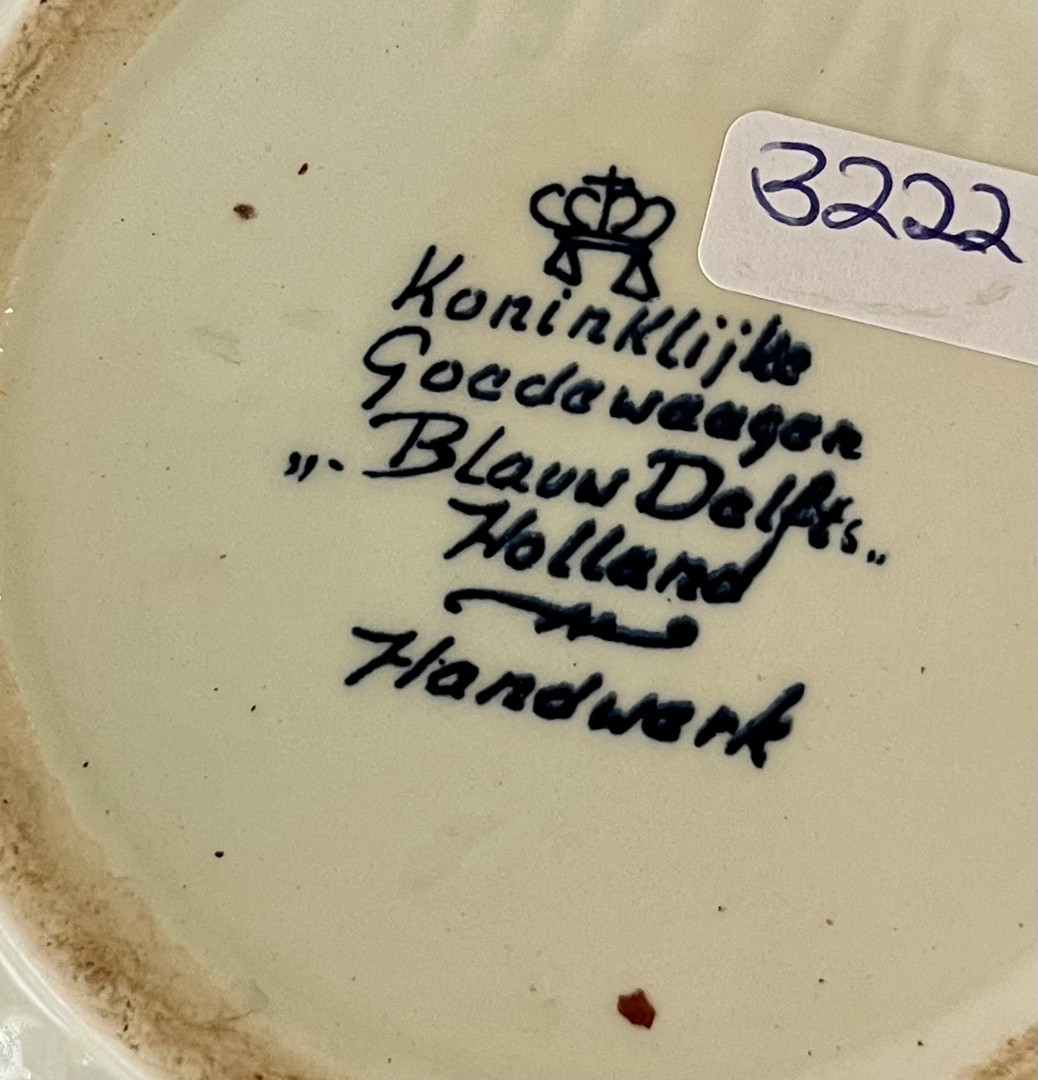 3222
Koninklijke
Goedewaagen
„. Blauw Delfts„
Holland
Handwerk